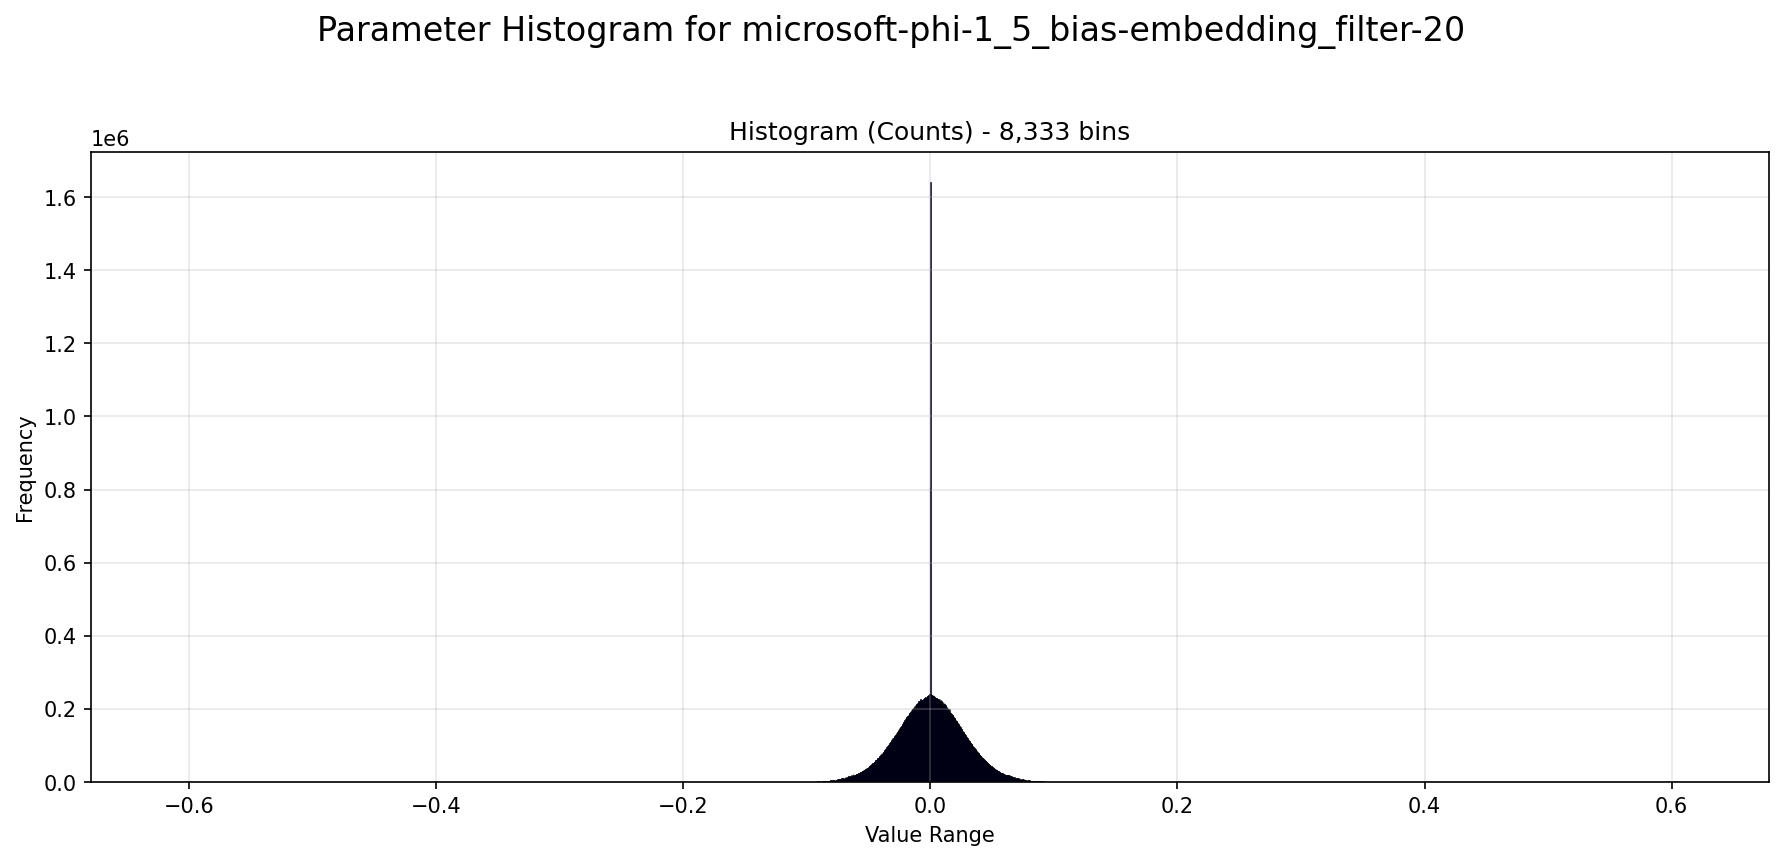 Parameter Histogram for microsoft-phi-1_5_bias-embedding_filter-20
Histogram (Counts) - 8,333 bins
1e6
1.6
1.4
1.2
1.0
0.8
0.6
0.4
0.2
0.0
Frequency
−0.6 −0.4 −0.2 0.0 0.2 0.4 0.6
Value Range